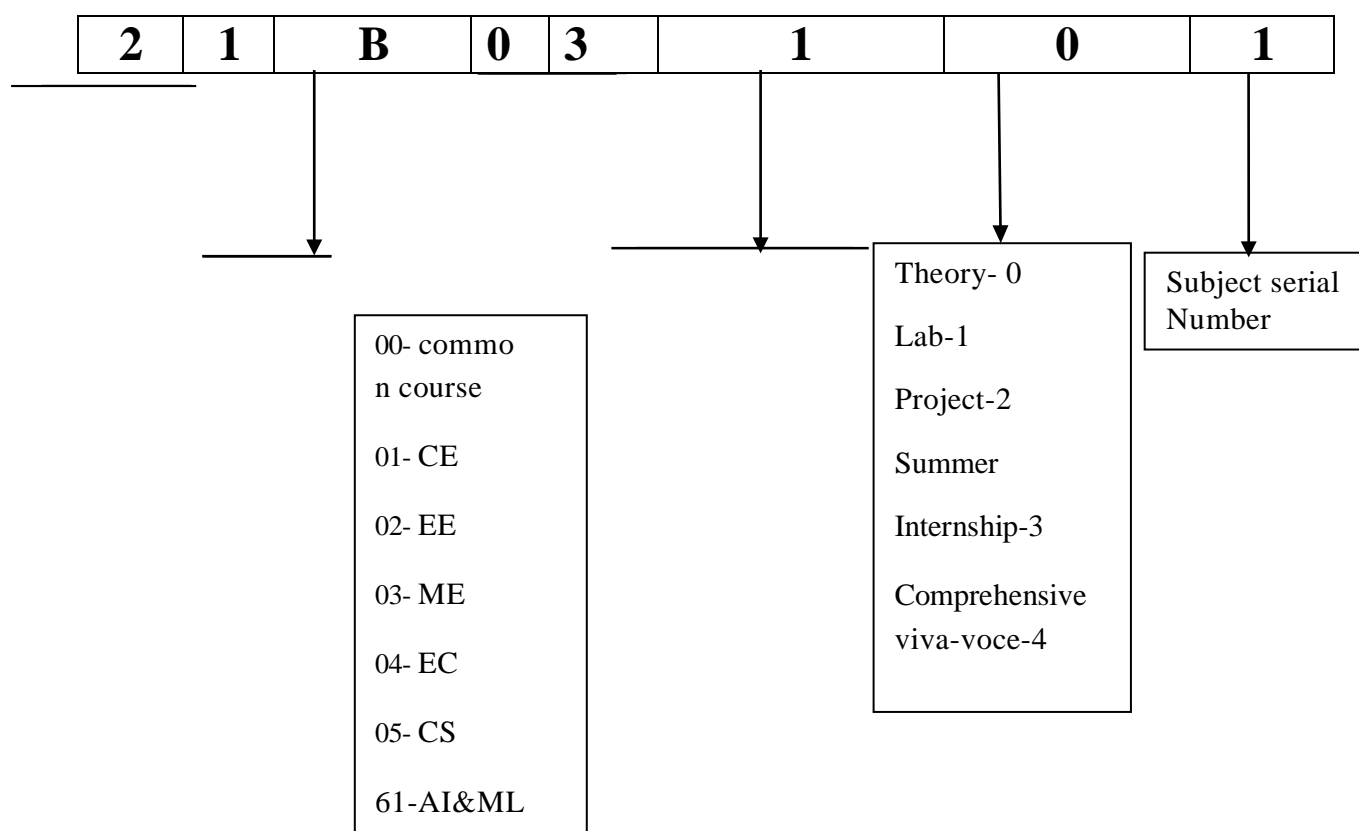 2 1 B 0 3 1 0 1
00- commo
n course
01- CE
02- EE
03- ME
04- EC
05- CS
61-AI&ML
Theory- 0
Lab-1
Project-2
Summer
Internship-3
Comprehensive
viva-voce-4
Subject serial
Number